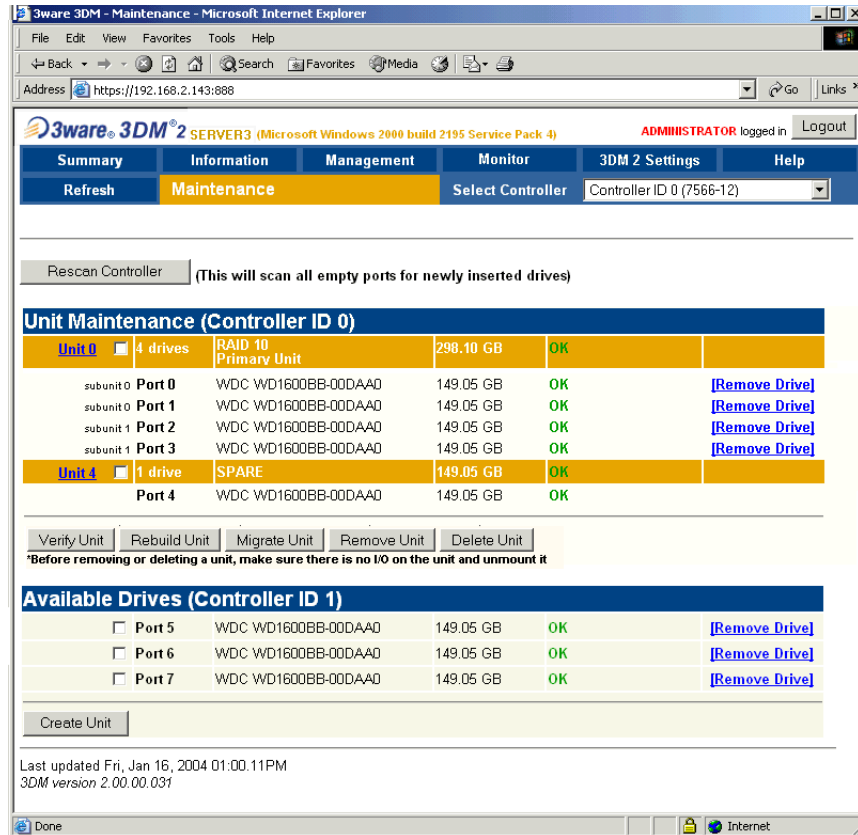 3ware 3DM - Maintenance - Microsoft Internet Explorer
File Edit View Favorites Tools Help
Back Search Favorites Media
Address https://192.168.2.143:888 Go Links »
3ware® 3DM®2 SERVER3 (Microsoft Windows 2000 build 2195 Service Pack 4) ADMINISTRATOR logged in Logout
Summary Information Management Monitor 3DM 2 Settings Help
Refresh Maintenance Select Controller Controller ID 0 (7566-12)
Rescan Controller (This will scan all empty ports for newly inserted drives)
Unit Maintenance (Controller ID 0)
Unit 0 4 drives RAID 10 298.10 GB OK
Primary Unit
subunit 0 Port 0 WDC WD1600BB-00DAA0 149.05 GB OK [Remove Drive]
subunit 0 Port 1 WDC WD1600BB-00DAA0 149.05 GB OK [Remove Drive]
subunit 1 Port 2 WDC WD1600BB-00DAA0 149.05 GB OK [Remove Drive]
subunit 1 Port 3 WDC WD1600BB-00DAA0 149.05 GB OK [Remove Drive]
Unit 4 1 drive SPARE 149.05 GB OK
Port 4 WDC WD1600BB-00DAA0 149.05 GB OK
Verify Unit Rebuild Unit Migrate Unit Remove Unit Delete Unit
*Before removing or deleting a unit, make sure there is no I/O on the unit and unmount it
Available Drives (Controller ID 1)
Port 5 WDC WD1600BB-00DAA0 149.05 GB OK [Remove Drive]
Port 6 WDC WD1600BB-00DAA0 149.05 GB OK [Remove Drive]
Port 7 WDC WD1600BB-00DAA0 149.05 GB OK [Remove Drive]
Create Unit
Last updated Fri, Jan 16, 2004 01:00.11PM
3DM version 2.00.00.031
Done Internet